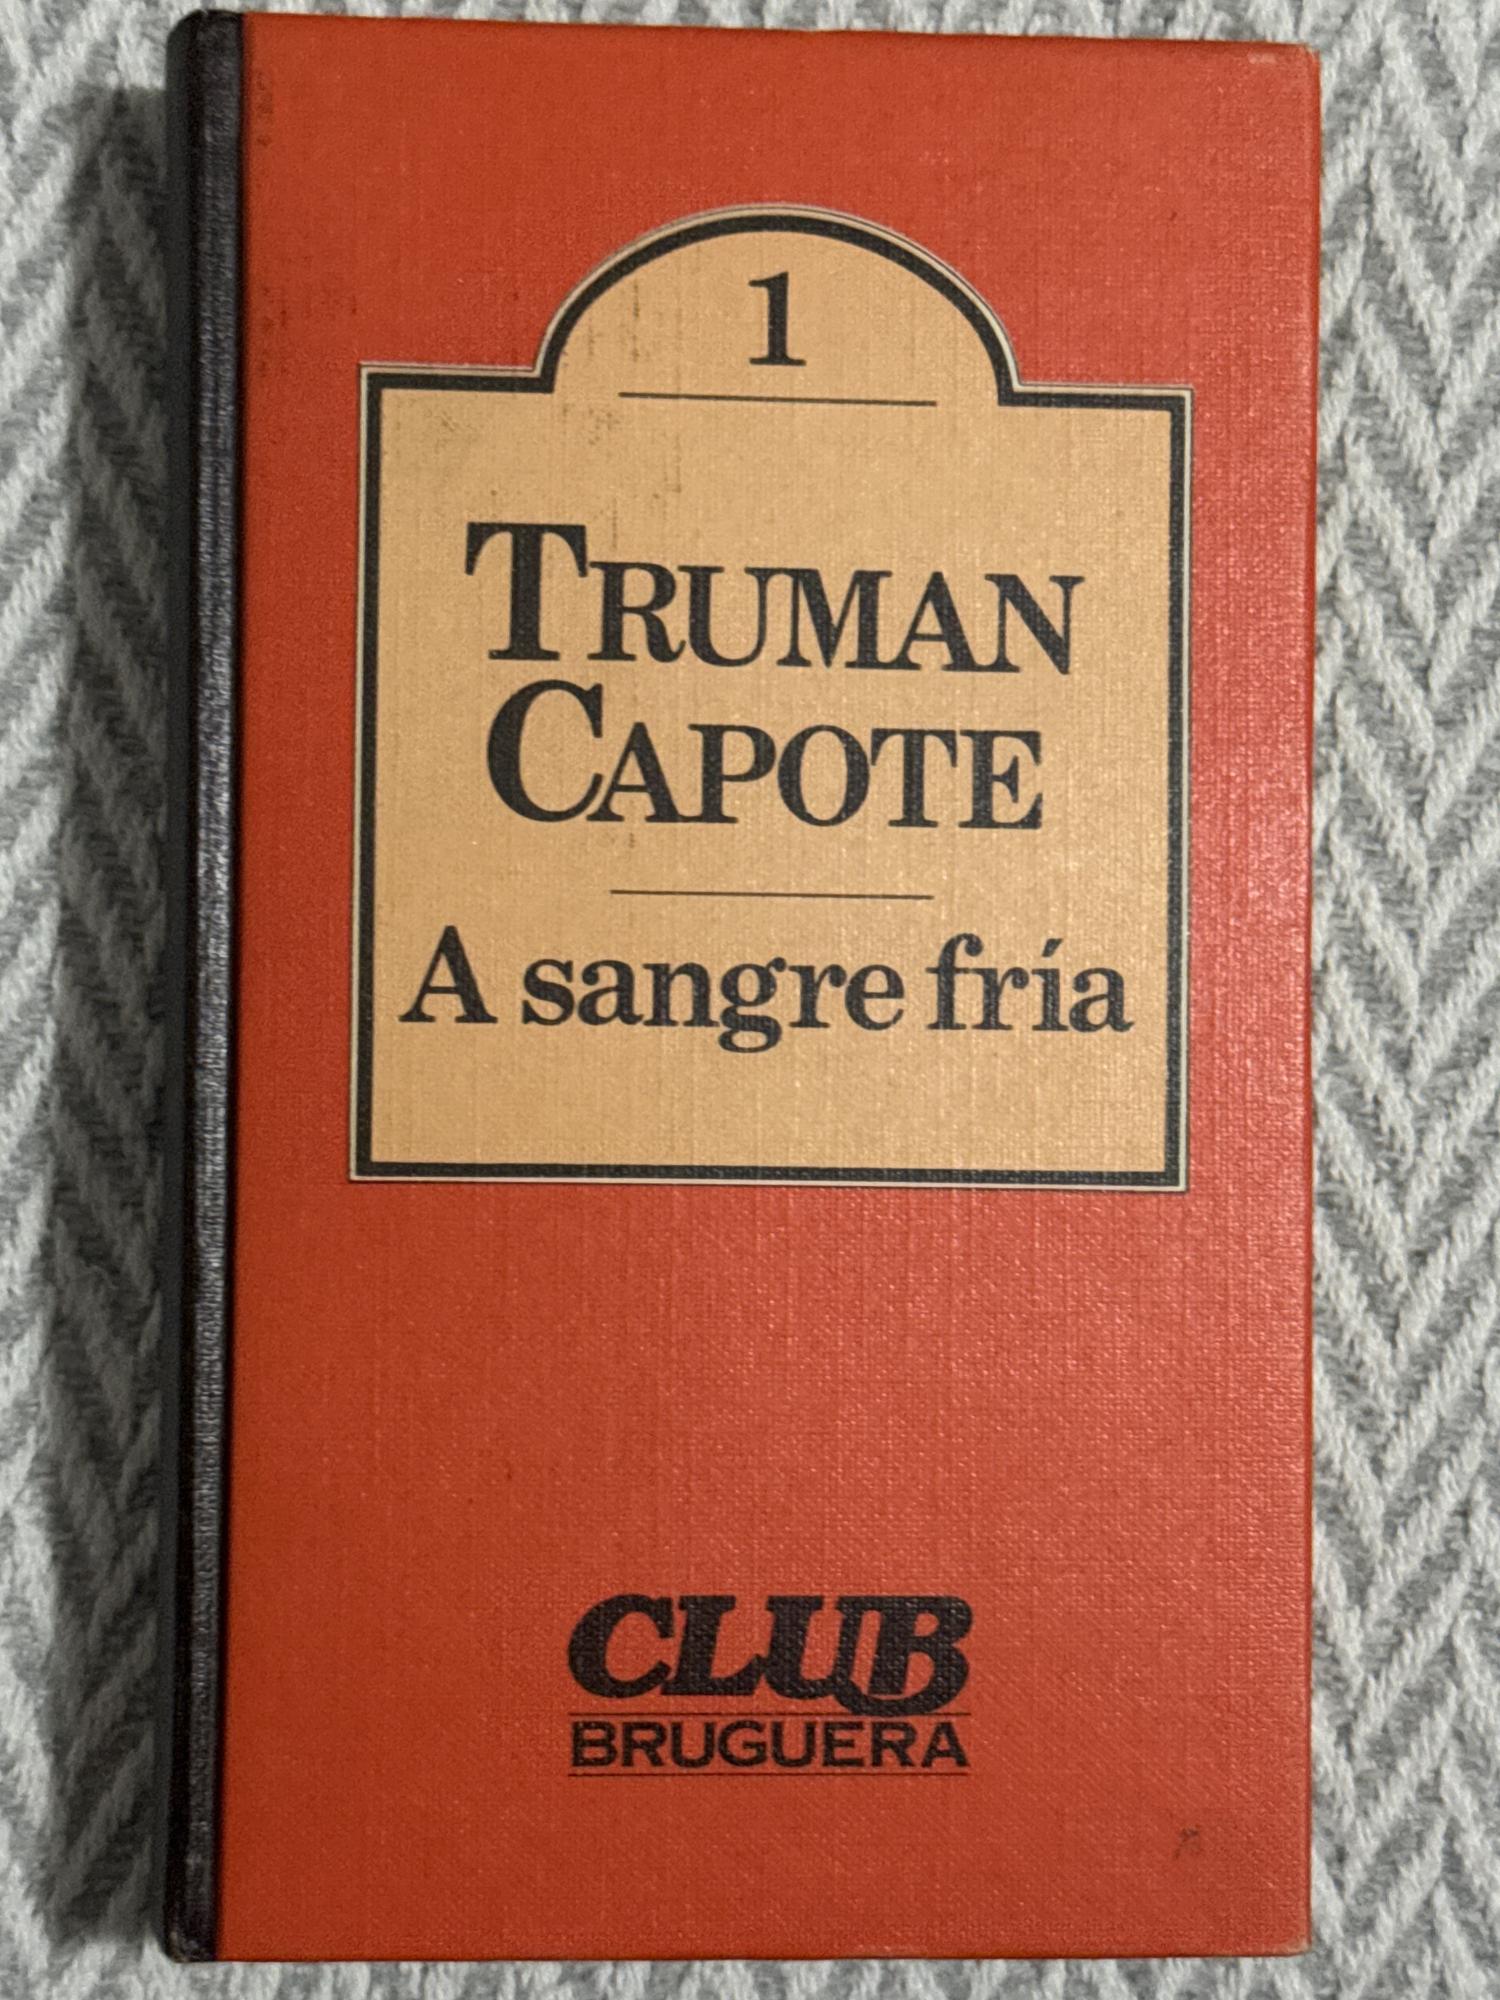 1
TRUMAN
CAPOTE
A sangre fría
CLUB
BRUGUERA